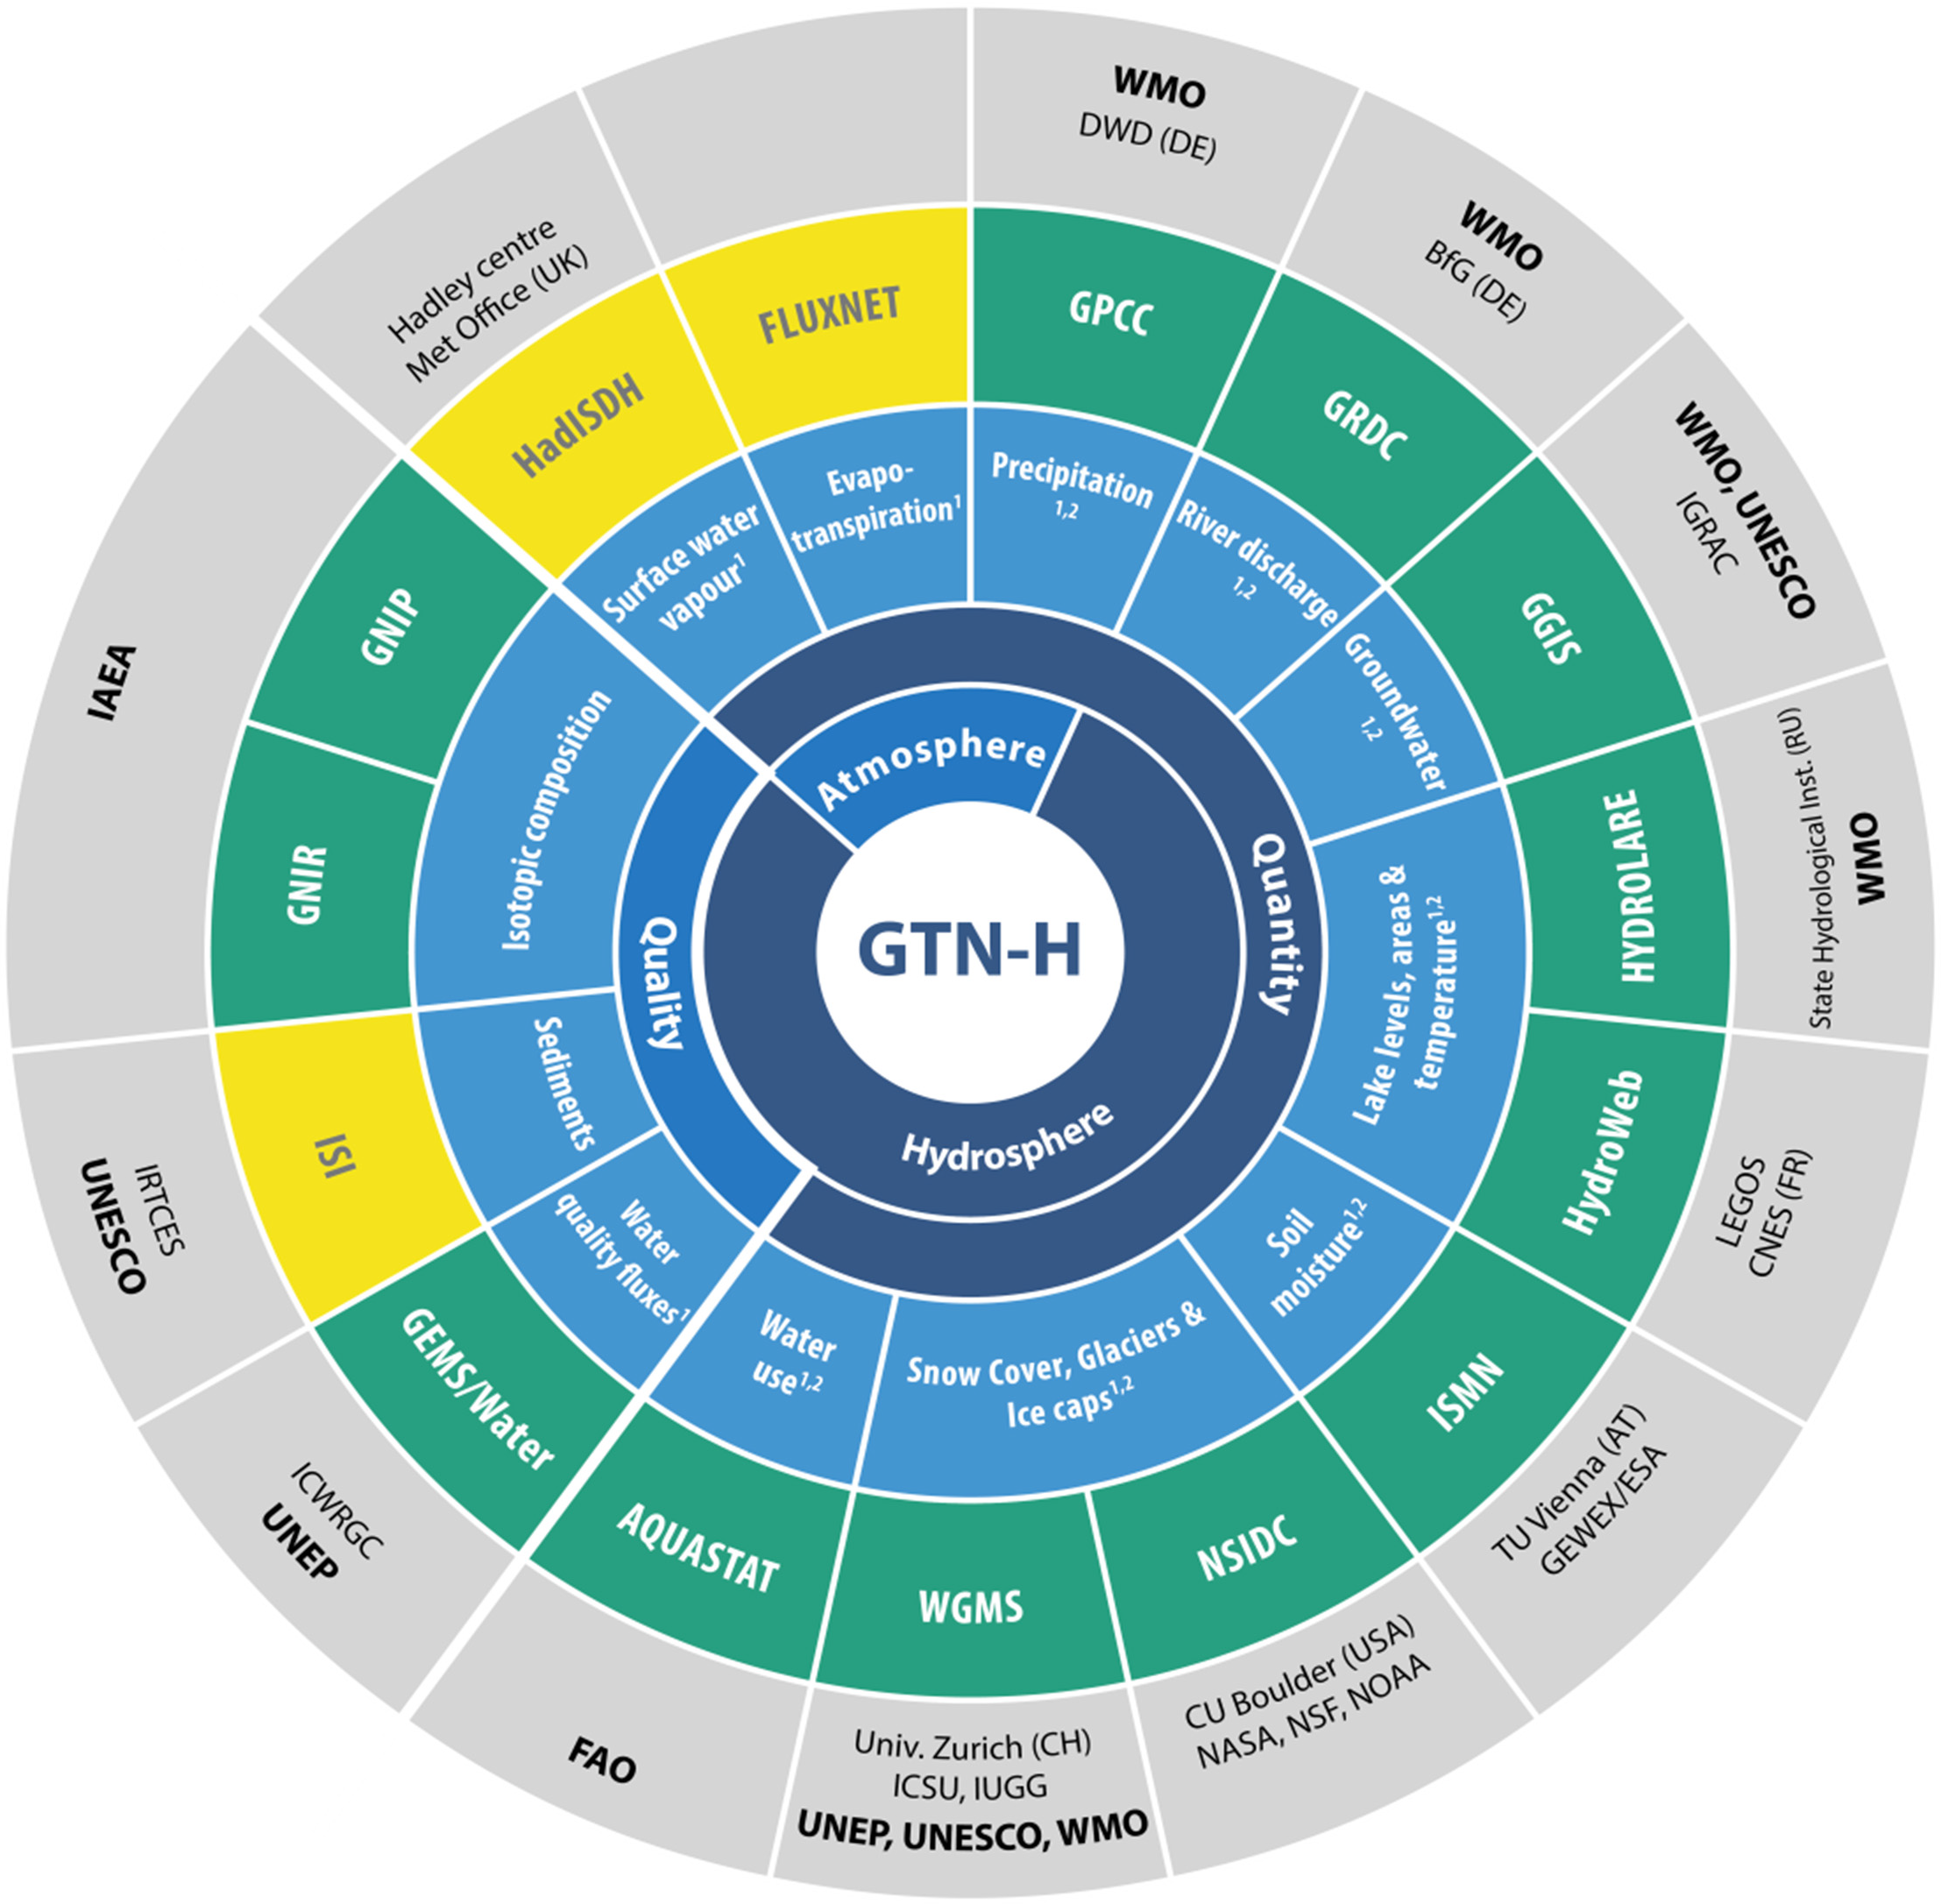 GTN-H
Atmosphere
Hydrosphere
Quantity
Quality
Precipitation
1,2
River discharge
1,2
Groundwater
1,2
Lake levels, areas &
temperature1,2
Soil
moisture1,2
Snow Cover, Glaciers &
Ice caps1,2
Water
use1,2
Water
quality fluxes1
Sediments
Isotopic composition
Surface water
vapour1
Evapo-
transpiration1
GPCC
GRDC
GGIS
HYDROLARE
HydroWeb
ISMN
NSIDC
WGMS
AQUASTAT
GEMS/Water
ISI
GNIR
GNIP
HadISDH
FLUXNET
WMO
DWD (DE)
WMO
BfG (DE)
WMO, UNESCO
IGRAC
WMO
State Hydrological Inst. (RU)
LEGOS
CNES (FR)
TU Vienna (AT)
GEWEX/ESA
CU Boulder (USA)
NASA, NSF, NOAA
Univ. Zurich (CH)
ICSU, IUGG
UNEP, UNESCO, WMO
FAO
ICWRGC
UNEP
IRTCES
UNESCO
IAEA
Hadley centre
Met Office (UK)